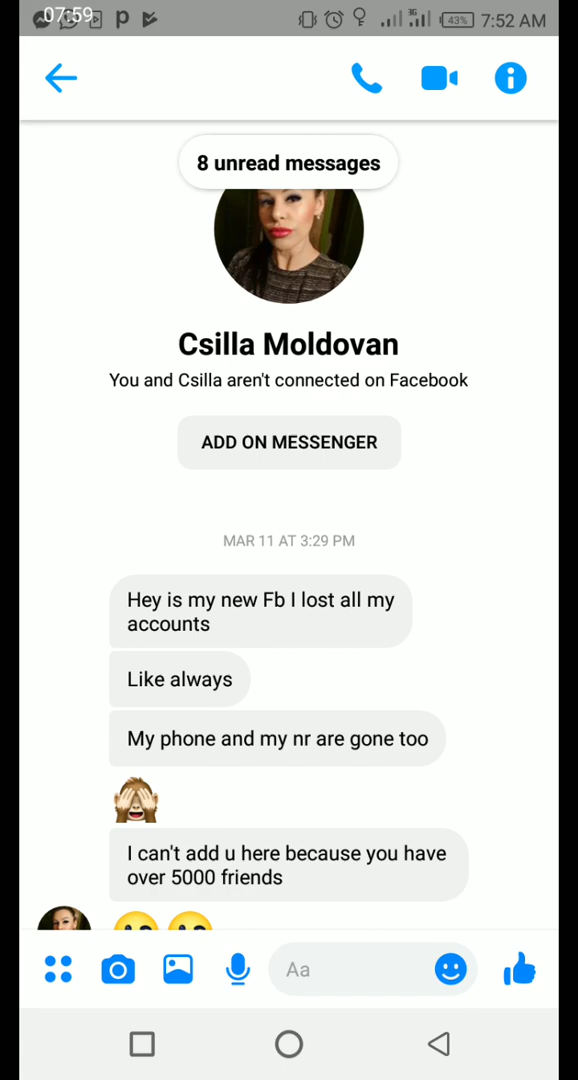 07:59
3G
43%
7:52 AM
8 unread messages
Csilla Moldovan
You and Csilla aren't connected on Facebook
ADD ON MESSENGER
MAR 11 AT 3:29 PM
Hey is my new Fb I lost all my
accounts
Like always
My phone and my nr are gone too
I can't add u here because you have
over 5000 friends
Aa